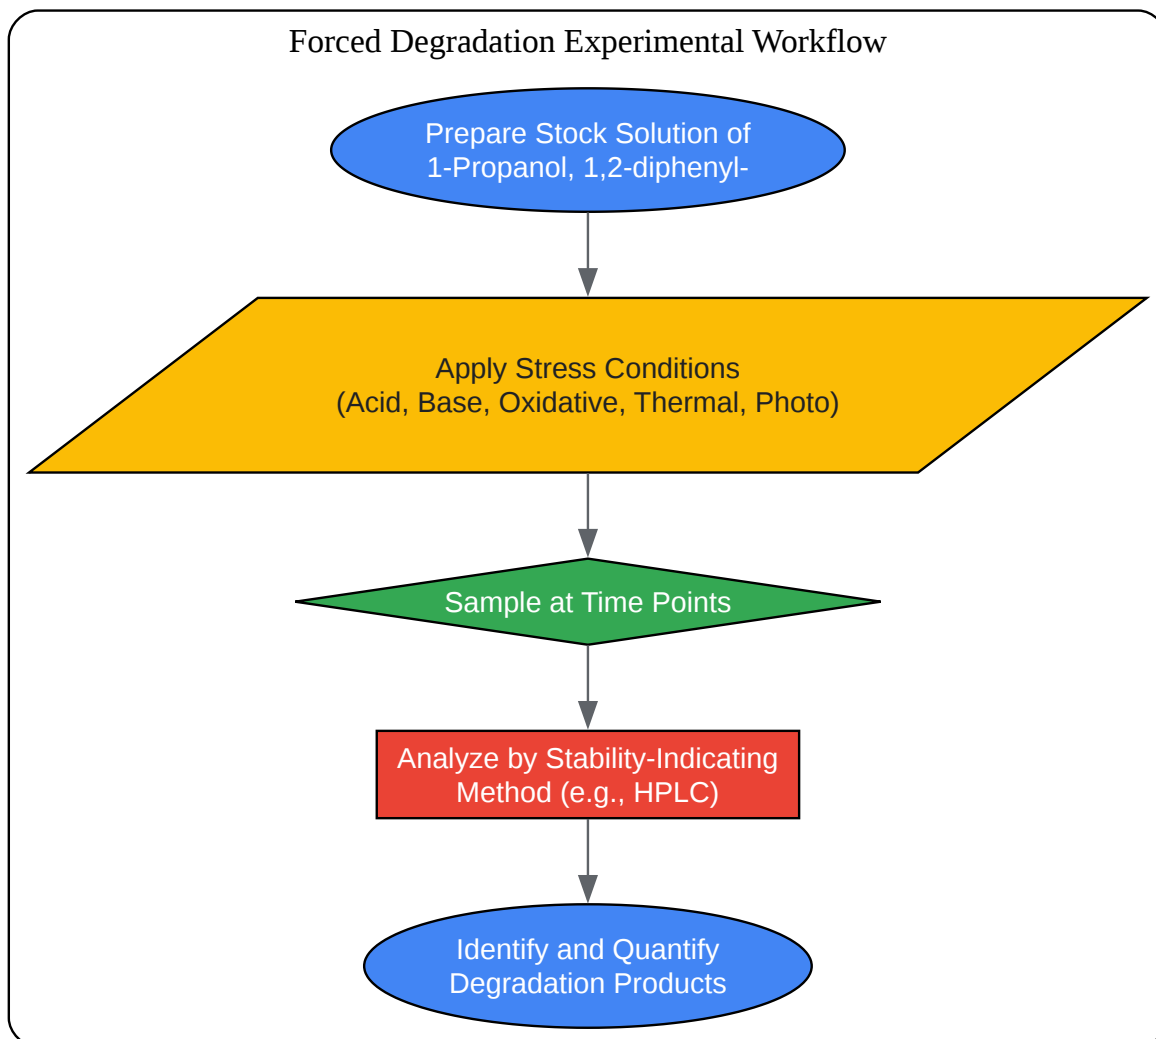 Forced Degradation Experimental Workflow
Prepare Stock Solution of
1-Propanol, 1,2-diphenyl-
Apply Stress Conditions
(Acid, Base, Oxidative, Thermal, Photo)
Sample at Time Points
Analyze by Stability-Indicating
Method (e.g., HPLC)
Identify and Quantify
Degradation Products